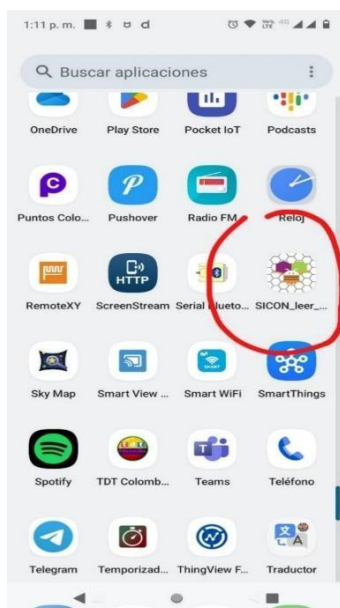 1:11 p. m.
Buscar aplicaciones
OneDrive Play Store Pocket IoT Podcasts
Puntos Colo... Pushover Radio FM Reloj
HTTP
RemoteXY ScreenStream Serial Blueto... SICON_leer_...
Sky Map Smart View ... Smart WiFi SmartThings
Spotify TDT Colomb... Teams Teléfono
Telegram Temporizad... ThingView F... Traductor